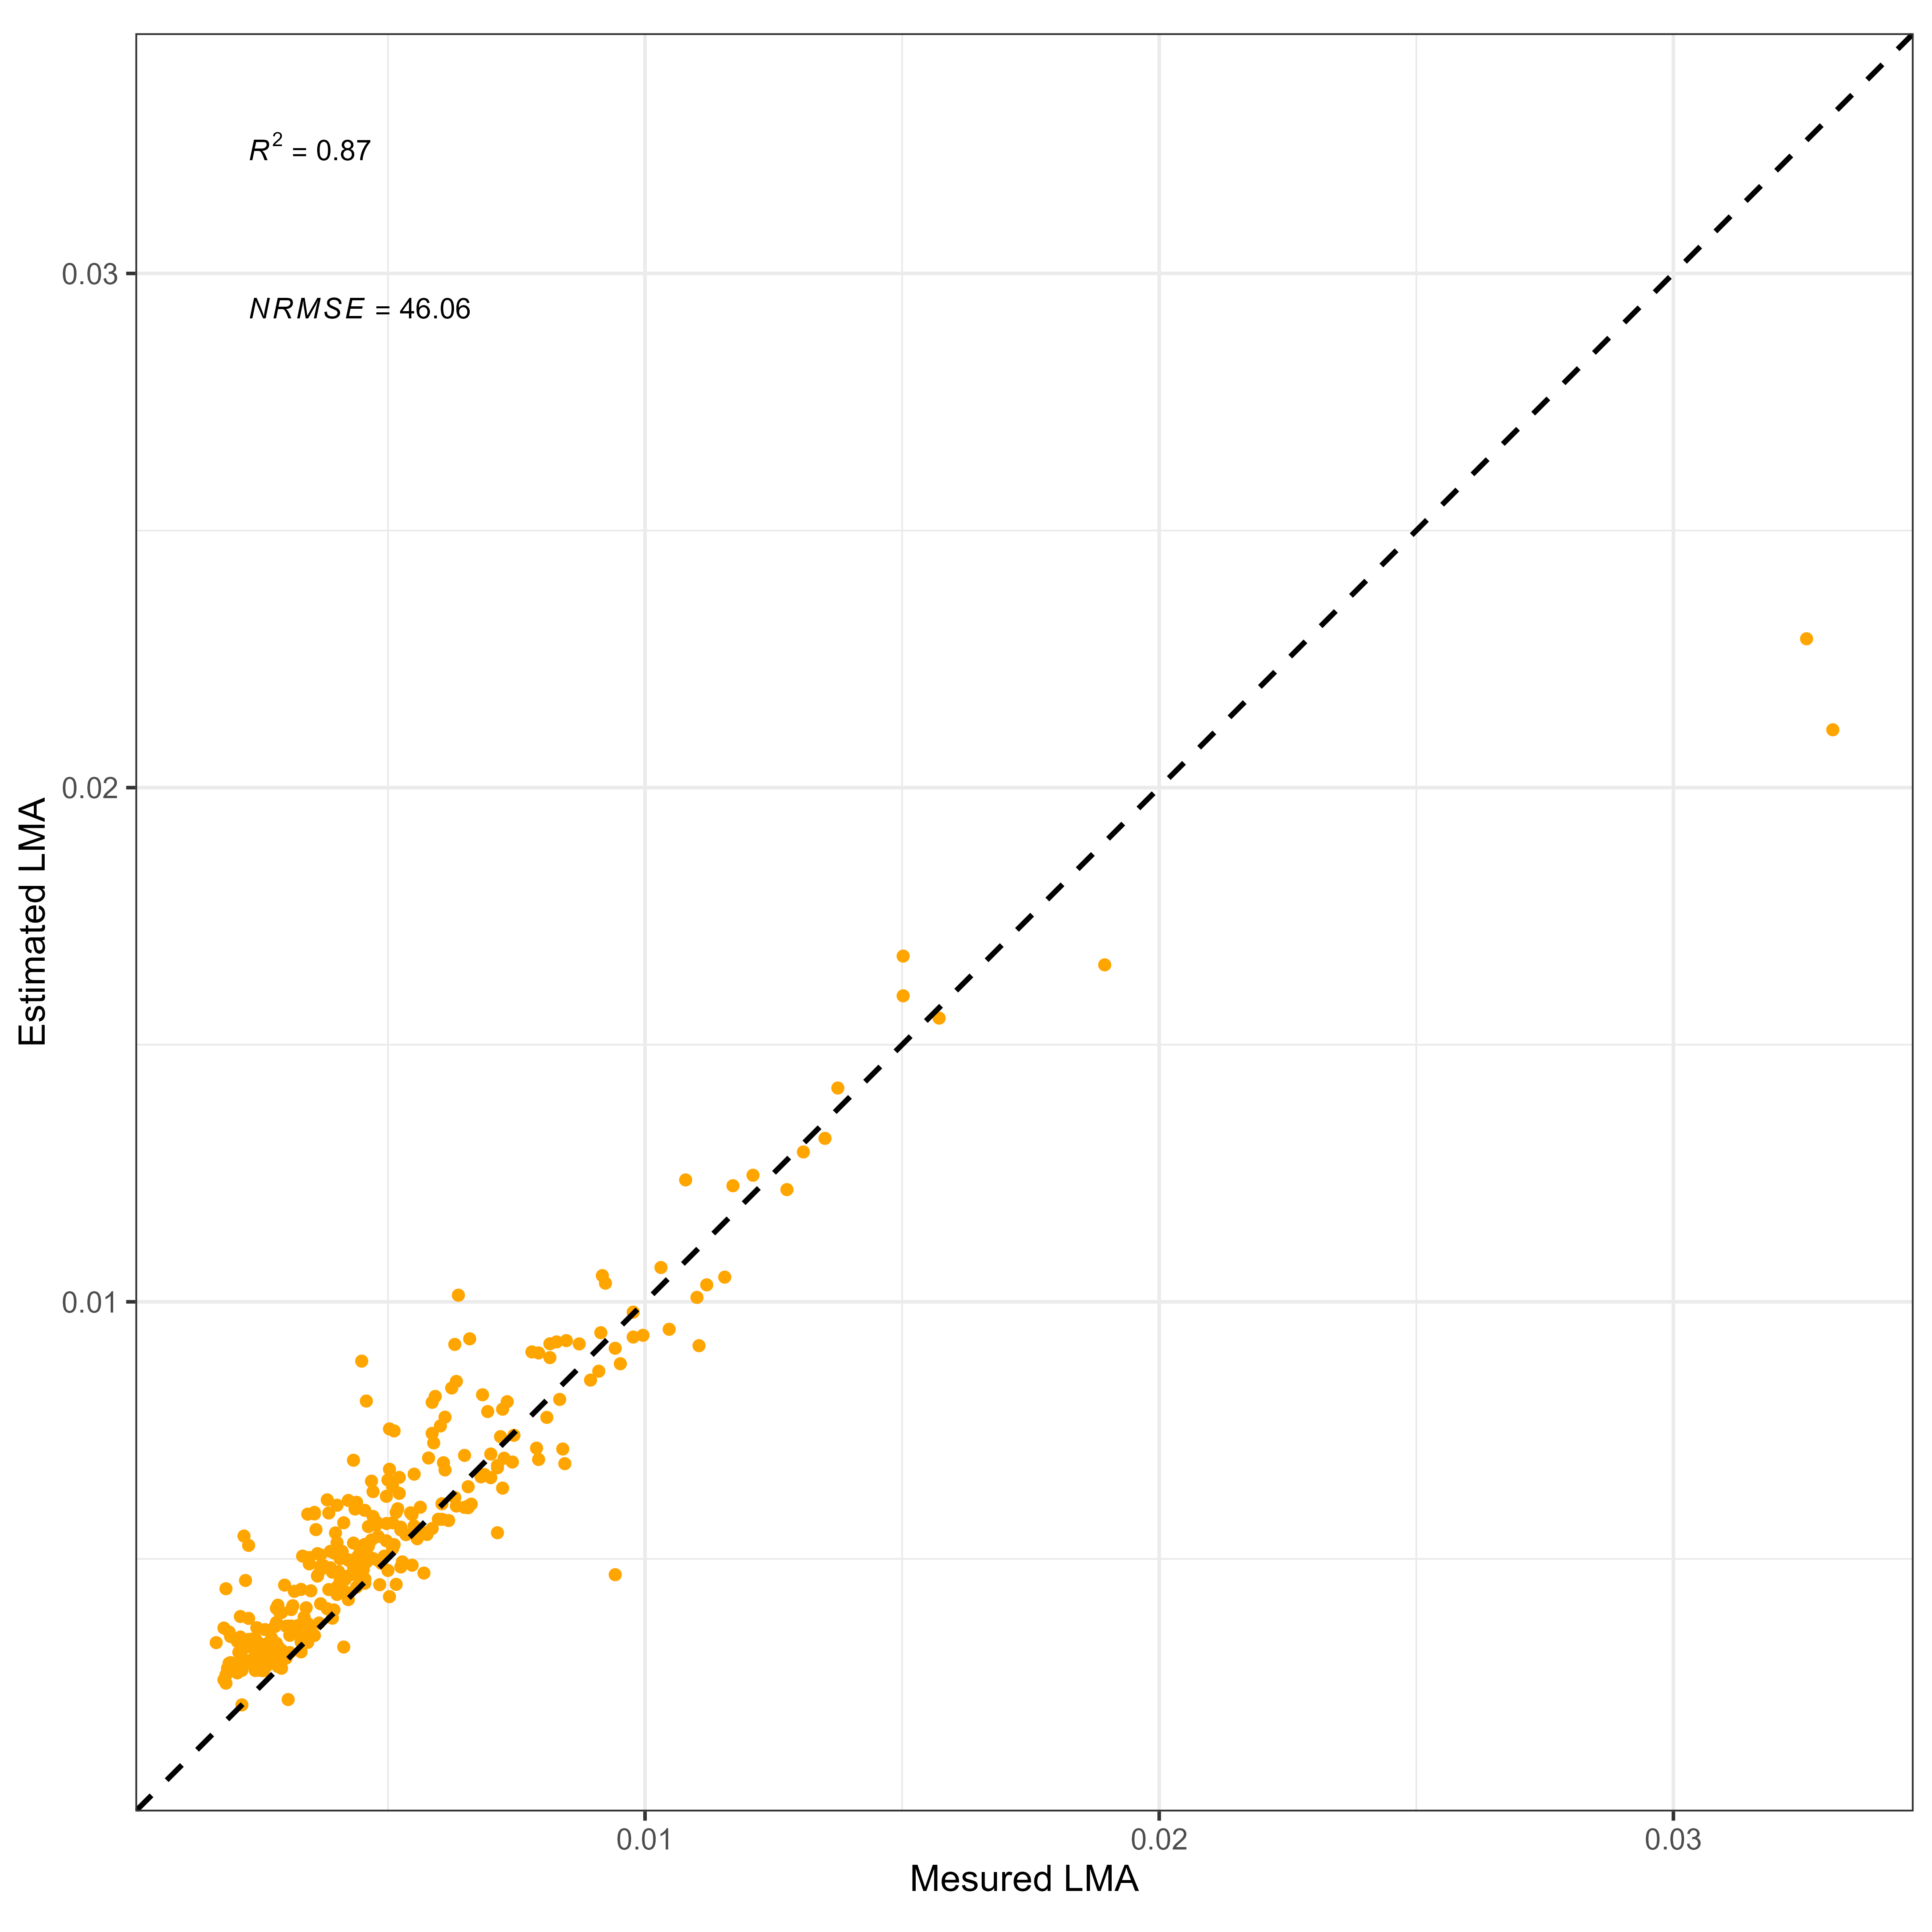 R² = 0.87
NRMSE = 46.06
0.03
0.02
0.01
Estimated LMA
0.01 0.02 0.03
Mesured LMA